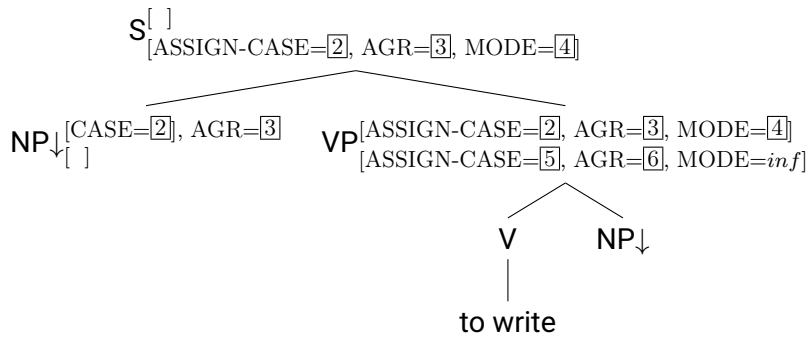 S[ ]
[ASSIGN-CASE=2, AGR=3, MODE=4]
NP↓[CASE=2], AGR=3
[ ]
VP[ASSIGN-CASE=2, AGR=3, MODE=4]
[ASSIGN-CASE=5, AGR=6, MODE=inf]
V NP↓
to write